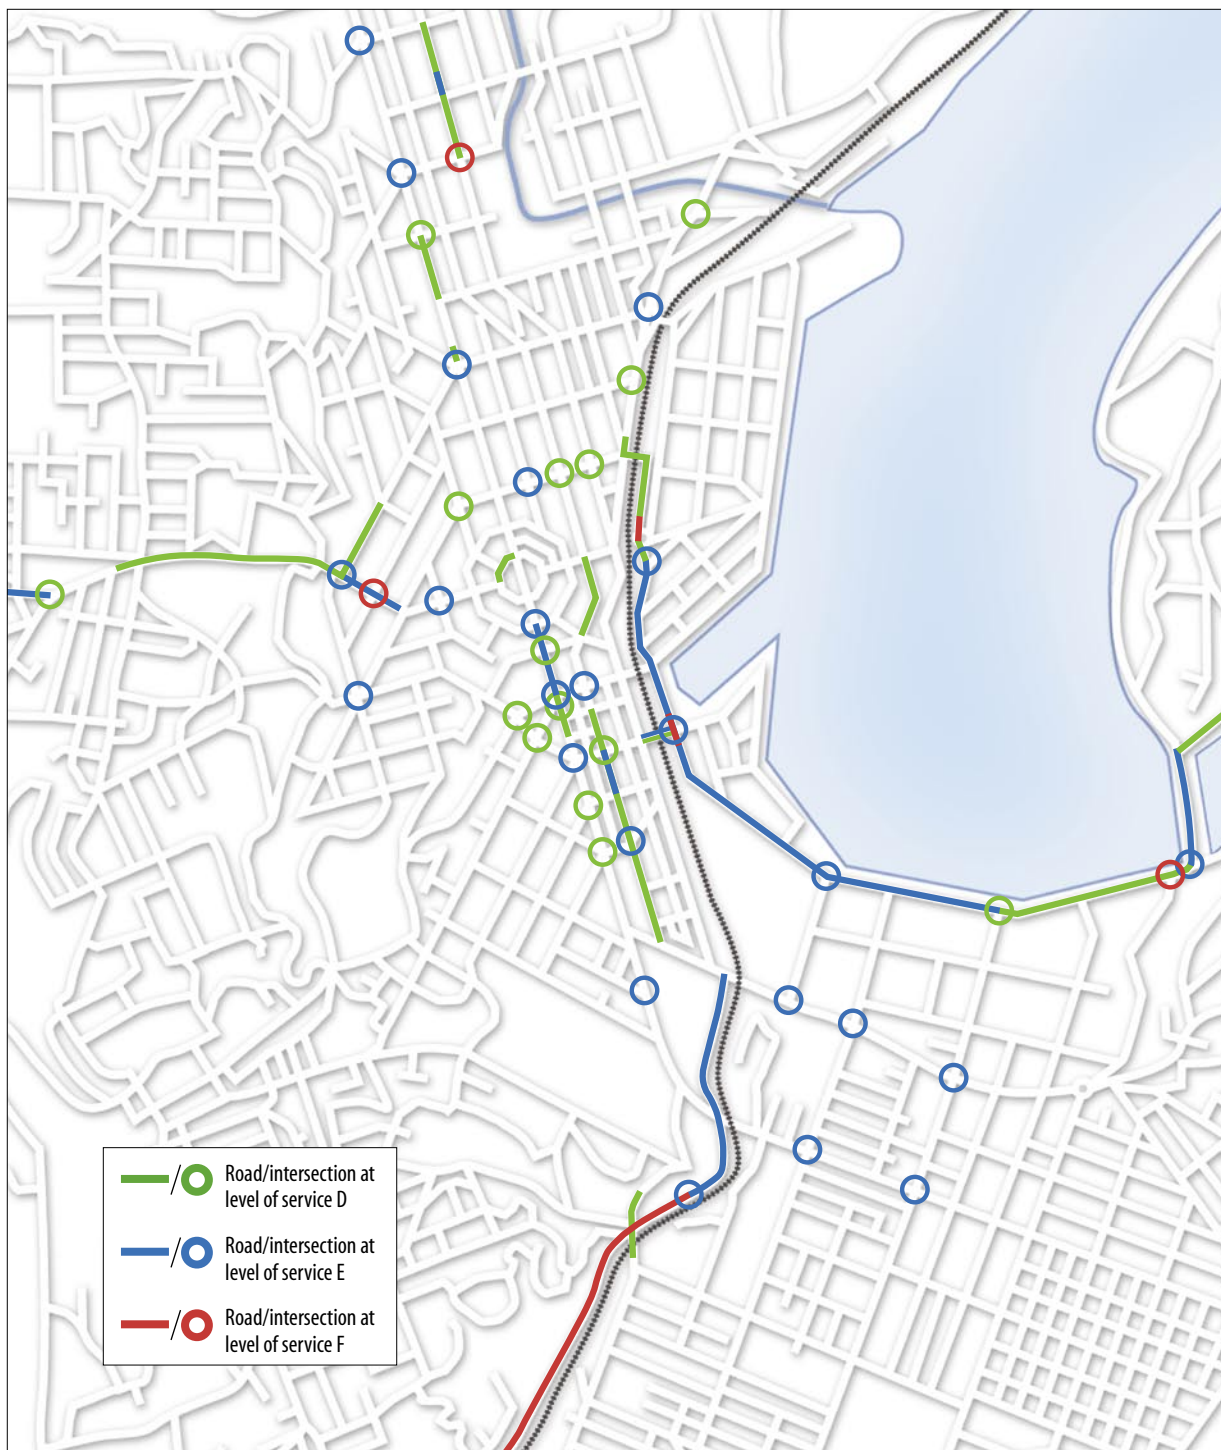 Road/intersection at
level of service D
Road/intersection at
level of service E
Road/intersection at
level of service F